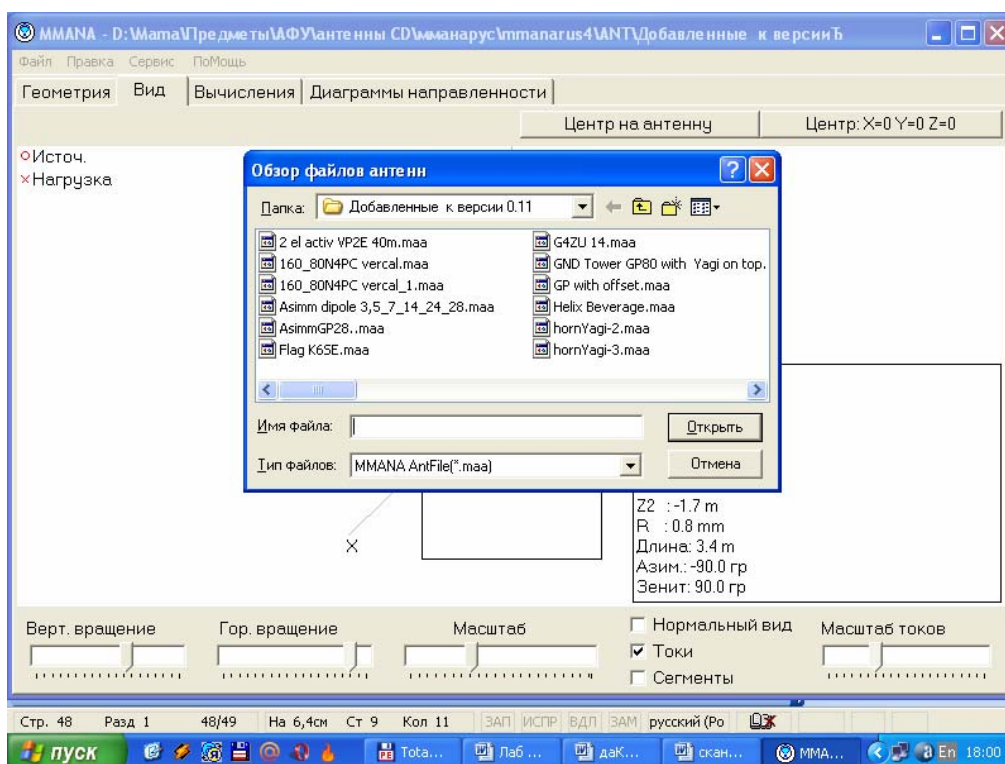 MMANA - D:\Mama\Предметы\АФУ\антенны CD\мманарус\mmanarus4\ANT\Добавленные к версииЪ
Файл Правка Сервис ПоМощь
Геометрия Вид Вычисления Диаграммы направленности
Центр на антенну Центр: X=0 Y=0 Z=0
Источ.
Нагрузка
Обзор файлов антенн
Папка: Добавленные к версии 0.11
2 el activ VP2E 40m.maa G4ZU 14.maa
160_80N4PC vercal.maa GND Tower GP80 with Yagi on top.
160_80N4PC vercal_1.maa GP with offset.maa
Asimm dipole 3,5_7_14_24_28.maa Helix Beverage.maa
AsimmGP28..maa hornYagi-2.maa
Flag K6SE.maa hornYagi-3.maa
Имя файла: Открыть
Тип файлов: MMANA AntFile(*.maa) Отмена
Z2 : -1.7 m
R : 0.8 mm
X Длина: 3.4 m
Азим.: -90.0 гр
Зенит: 90.0 гр
Верт. вращение Гор. вращение Масштаб Нормальный вид Масштаб токов
Токи
Сегменты
Стр. 48 Разд 1 48/49 На 6,4см Ст 9 Кол 11 ЗАП ИСПР ВДЛ ЗАМ русский (Ро
пуск Tota... Лаб ... даК... скан... MMA... En 18:00